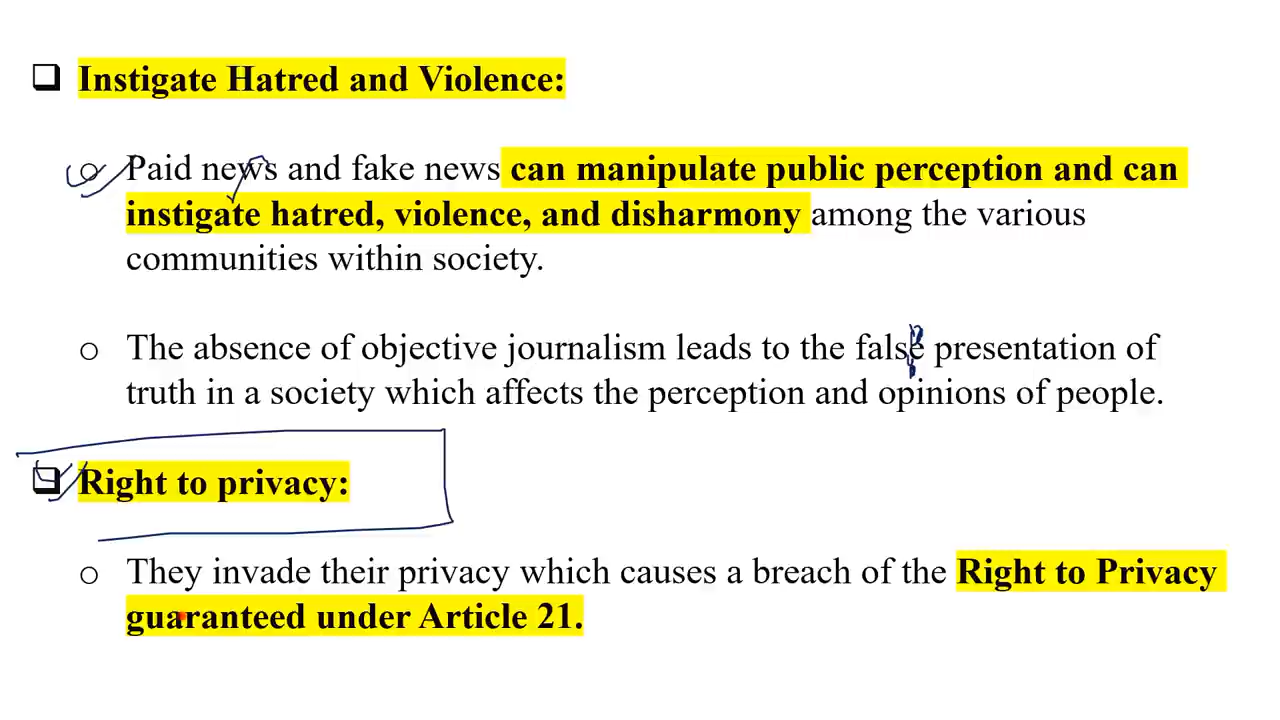 ❑ Instigate Hatred and Violence:
o Paid news and fake news can manipulate public perception and can
instigate hatred, violence, and disharmony among the various
communities within society.
o The absence of objective journalism leads to the false presentation of
truth in a society which affects the perception and opinions of people.
❑ Right to privacy:
o They invade their privacy which causes a breach of the Right to Privacy
guaranteed under Article 21.